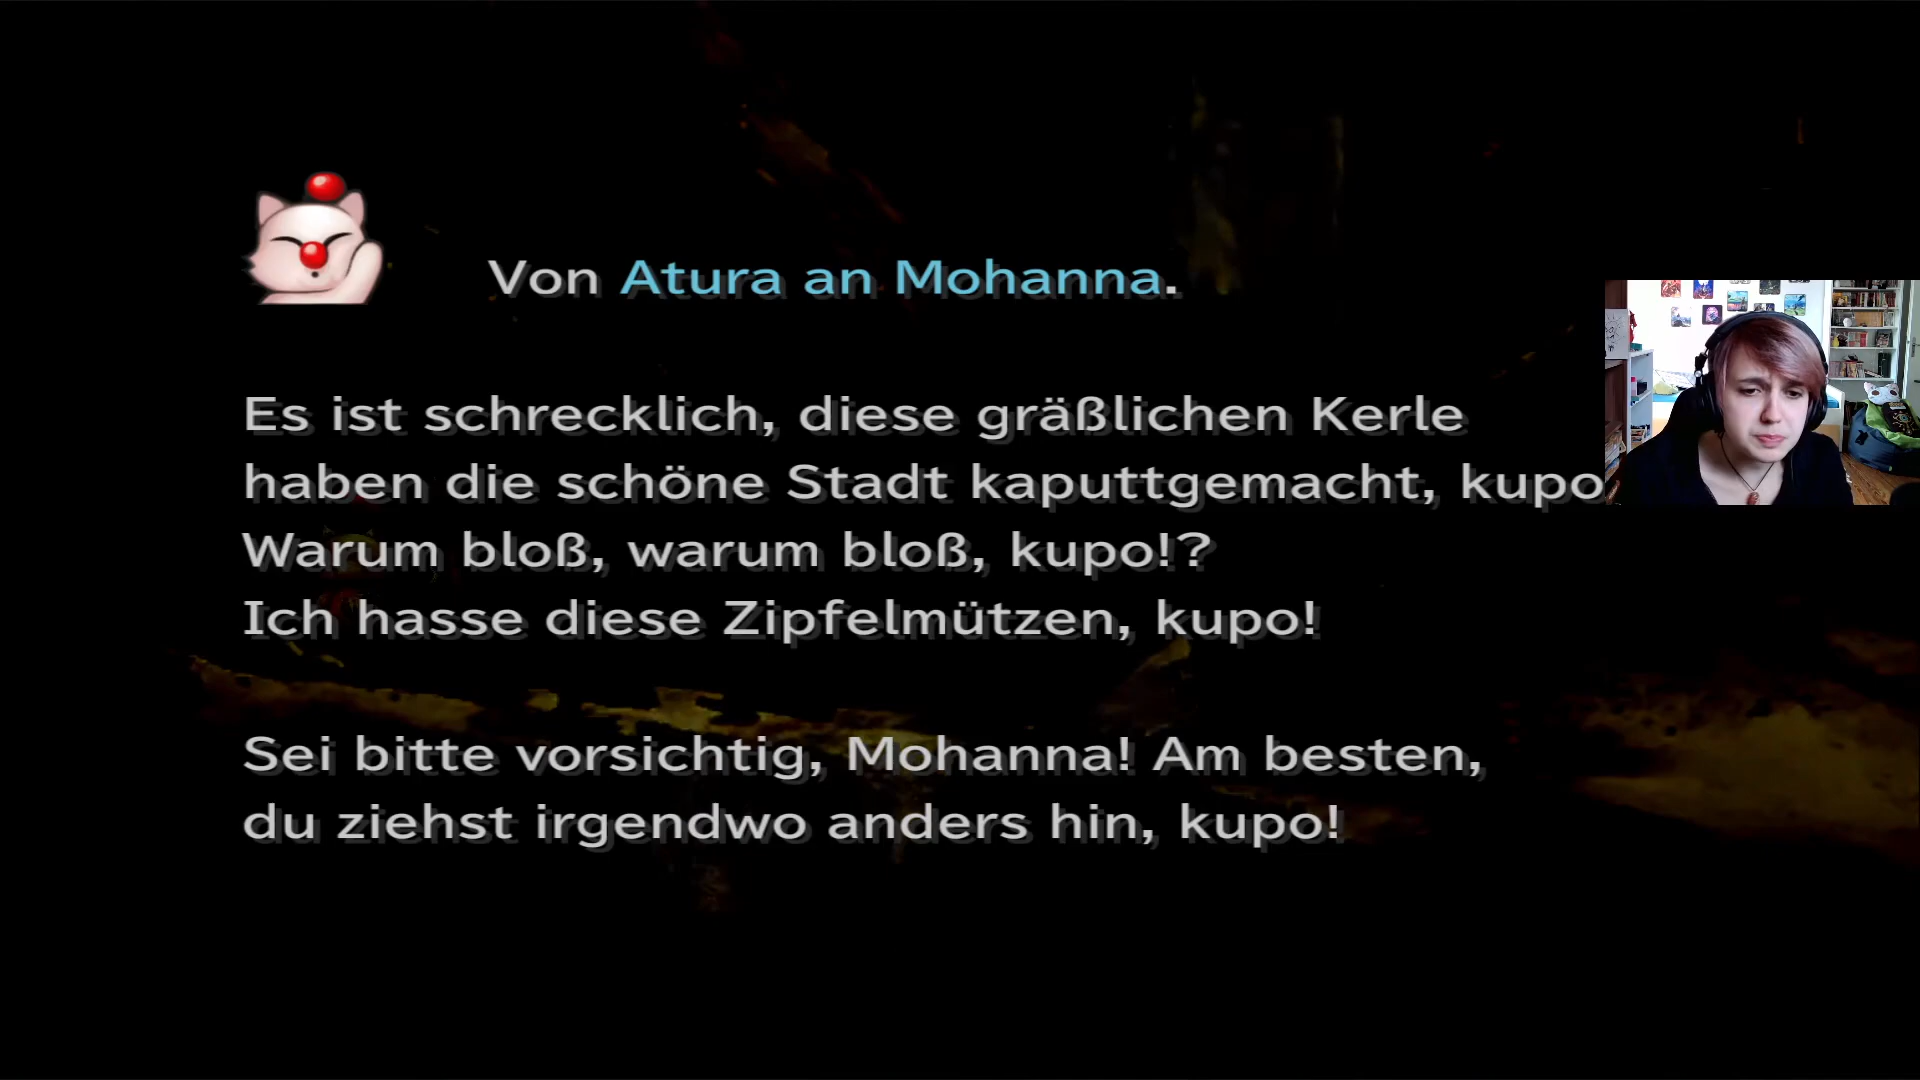 Von Atura an Mohanna.
Es ist schrecklich, diese gräßlichen Kerle
haben die schöne Stadt kaputtgemacht, kupo
Warum bloß, warum bloß, kupo!?
Ich hasse diese Zipfelmützen, kupo!
Sei bitte vorsichtig, Mohanna! Am besten,
du ziehst irgendwo anders hin, kupo!